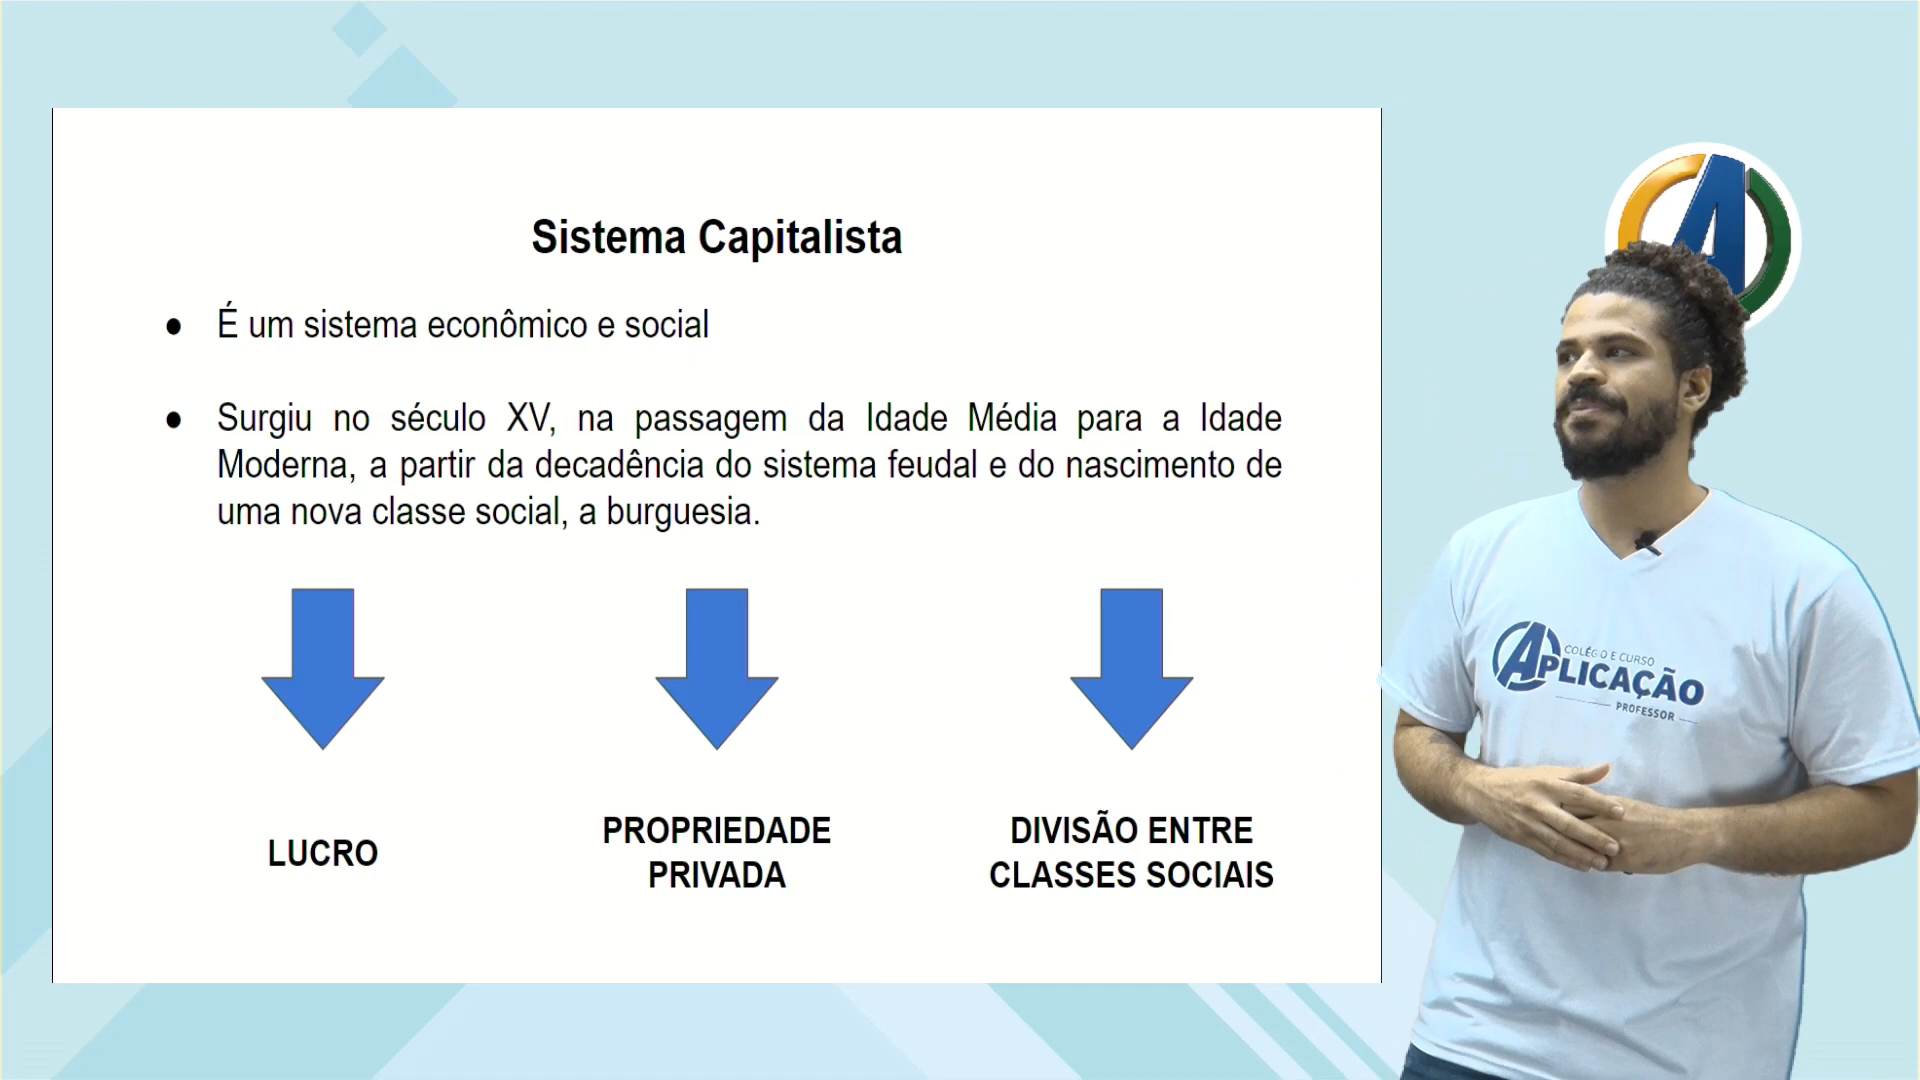 Sistema Capitalista
● É um sistema econômico e social
● Surgiu no século XV, na passagem da Idade Média para a Idade
Moderna, a partir da decadência do sistema feudal e do nascimento de
uma nova classe social, a burguesia.
LUCRO
PROPRIEDADE
PRIVADA
DIVISÃO ENTRE
CLASSES SOCIAIS
A
COLÉGIO E CURSO
APLICAÇÃO
PROFESSOR